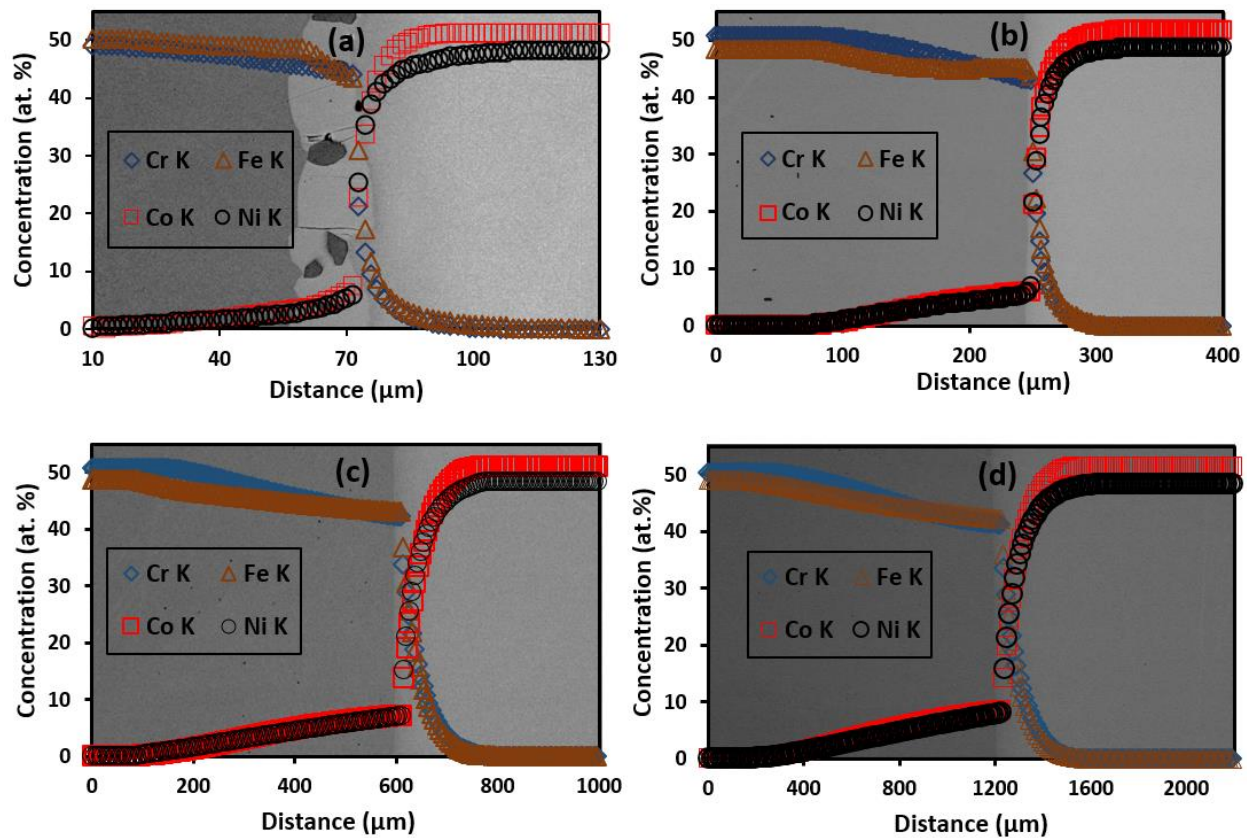 (a)
Concentration (at. %)
50
40
30
20
10
0
Cr K Fe K
Co K Ni K
10 40 70 100 130
Distance (µm)
(b)
Concentration (at. %)
50
40
30
20
10
0
Cr K Fe K
Co K Ni K
0 100 200 300 400
Distance (µm)
(c)
Concentration (at. %)
50
40
30
20
10
0
Cr K Fe K
Co K Ni K
0 200 400 600 800 1000
Distance (µm)
(d)
Concentration (at.%)
50
40
30
20
10
0
Cr K Fe K
Co K Ni K
0 400 800 1200 1600 2000
Distance (µm)